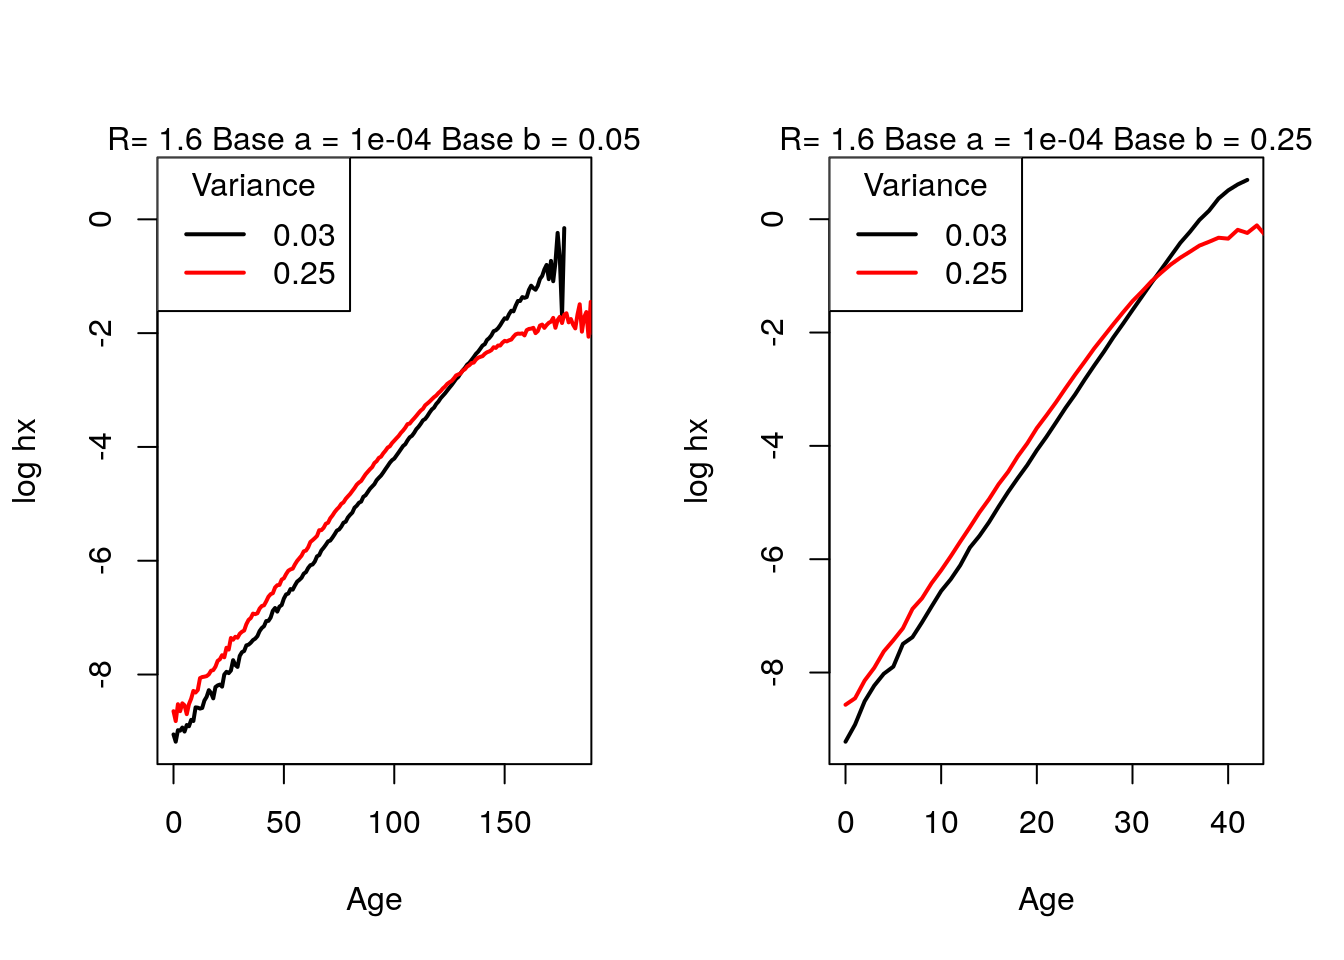 R= 1.6 Base a = 1e-04 Base b = 0.05
Variance
0.03
0.25
0
-2
-4
-6
-8
log hx
0 50 100 150
Age
R= 1.6 Base a = 1e-04 Base b = 0.25
Variance
0.03
0.25
0
-2
-4
-6
-8
log hx
0 10 20 30 40
Age